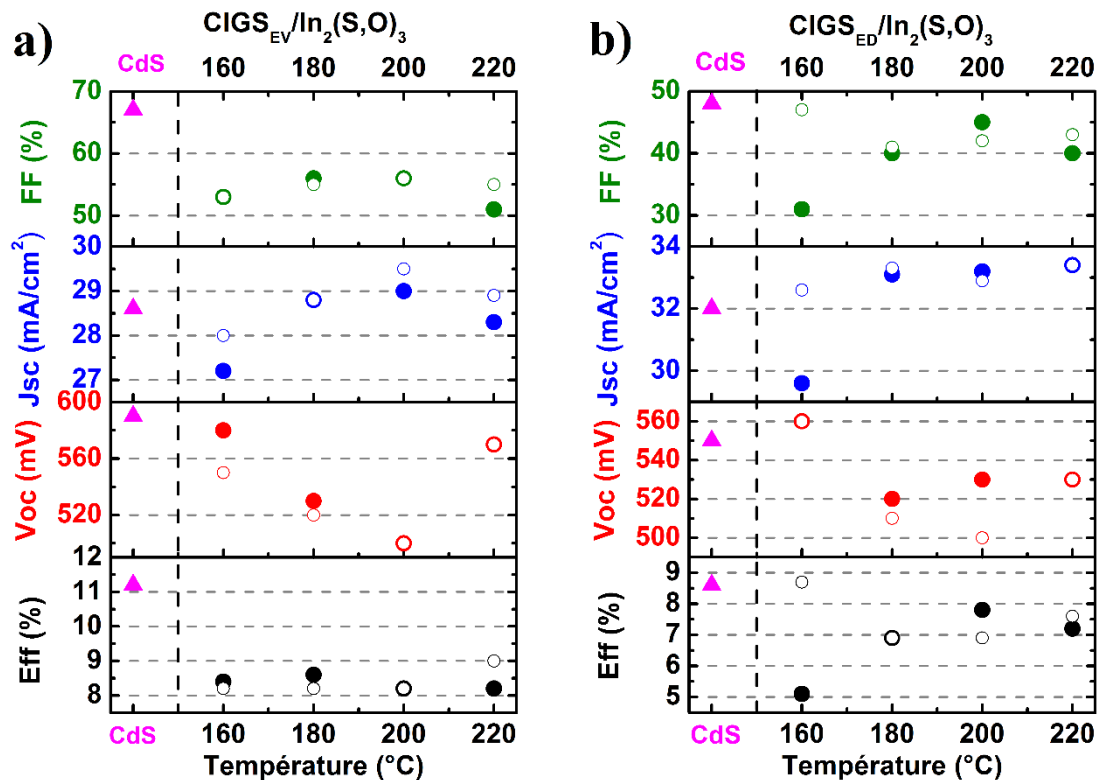 a)
CIGS_EV/In₂(S,O)₃
CdS 160 180 200 220
70
60
50
FF (%)
30
29
28
27
Jsc (mA/cm²)
600
560
520
Voc (mV)
12
11
10
9
8
Eff (%)
CdS 160 180 200 220
Température (°C)
b)
CIGS_ED/In₂(S,O)₃
CdS 160 180 200 220
50
40
30
FF (%)
34
32
30
Jsc (mA/cm²)
560
540
520
500
Voc (mV)
9
8
7
6
5
Eff (%)
CdS 160 180 200 220
Température (°C)